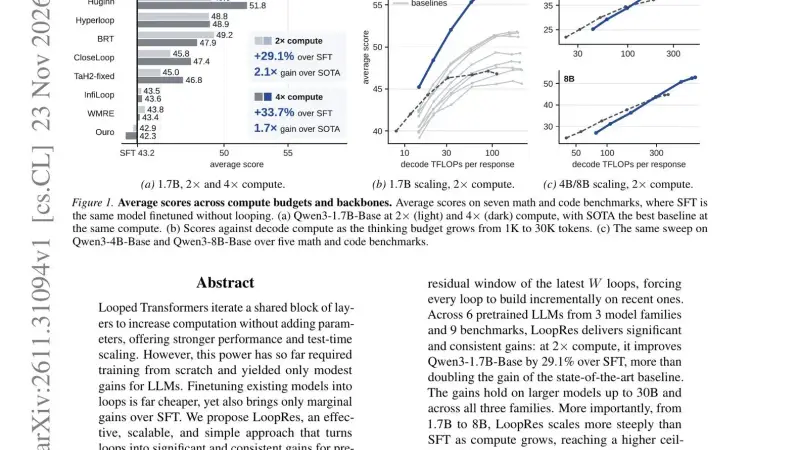 arXiv:2611.31094v1 [cs.CL] 23 Nov 2026
Huginn
51.8
Hyperloop
48.8
48.9
BRT
49.2
47.9
CloseLoop
45.8
47.4
TaH2-fixed
45.0
46.8
InfiLoop
43.5
43.6
WMRE
43.8
43.4
Ouro
42.9
42.3
2× compute
+29.1% over SFT
2.1× gain over SOTA
4× compute
+33.7% over SFT
1.7× gain over SOTA
SFT 43.2 50 55
average score
baselines
55
50
45
40
average score
10 30 100
decode TFLOPs per response
35
25
30 100 300
8B
50
40
30
50 100 300
decode TFLOPs per response
(a) 1.7B, 2× and 4× compute.
(b) 1.7B scaling, 2× compute.
(c) 4B/8B scaling, 2× compute.
Figure 1. Average scores across compute budgets and backbones. Average scores on seven math and code benchmarks, where SFT is
the same model finetuned without looping. (a) Qwen3-1.7B-Base at 2× (light) and 4× (dark) compute, with SOTA the best baseline at
the same compute. (b) Scores against decode compute as the thinking budget grows from 1K to 30K tokens. (c) The same sweep on
Qwen3-4B-Base and Qwen3-8B-Base over five math and code benchmarks.
Abstract
Looped Transformers iterate a shared block of lay-
ers to increase computation without adding param-
eters, offering stronger performance and test-time
scaling. However, this power has so far required
training from scratch and yielded only modest
gains for LLMs. Finetuning existing models into
loops is far cheaper, yet also brings only marginal
gains over SFT. We propose LoopRes, an effec-
tive, scalable, and simple approach that turns
loops into significant and consistent gains for pre-
residual window of the latest W loops, forcing
every loop to build incrementally on recent ones.
Across 6 pretrained LLMs from 3 model families
and 9 benchmarks, LoopRes delivers significant
and consistent gains: at 2× compute, it improves
Qwen3-1.7B-Base by 29.1% over SFT, more than
doubling the gain of the state-of-the-art baseline.
The gains hold on larger models up to 30B and
across all three families. More importantly, from
1.7B to 8B, LoopRes scales more steeply than
SFT as compute grows, reaching a higher ceil-